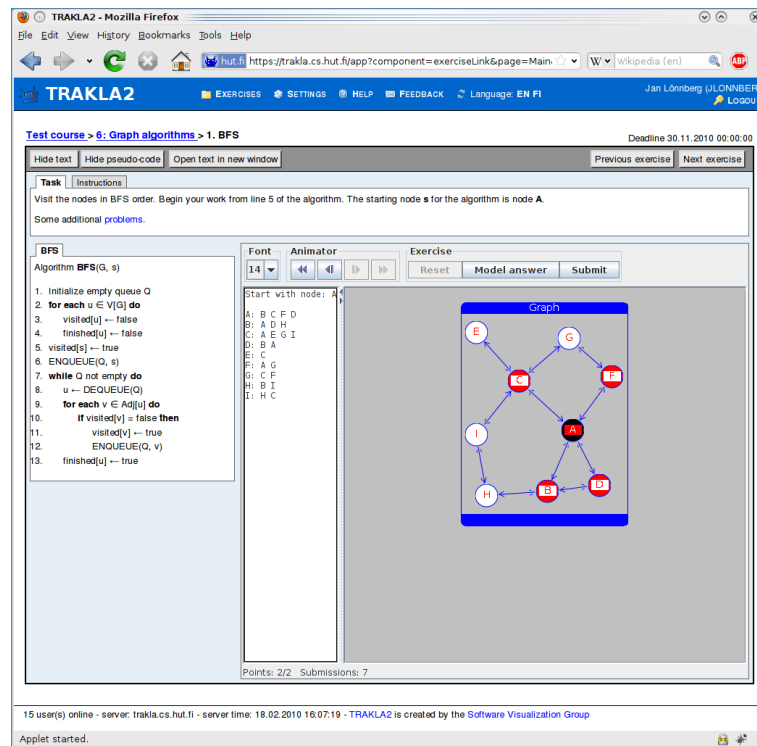 TRAKLA2 - Mozilla Firefox
File Edit View History Bookmarks Tools Help
hut.fi https://trakla.cs.hut.fi/app?component=exerciseLink&page=Main W Wikipedia (en) ABP
TRAKLA2 EXERCISES SETTINGS HELP FEEDBACK Language: EN FI Jan Lönnberg (JLONNBER
LOGOU
Test course > 6: Graph algorithms > 1. BFS
Deadline 30.11.2010 00:00:00
Hide text Hide pseudo-code Open text in new window Previous exercise Next exercise
Task Instructions
Visit the nodes in BFS order. Begin your work from line 5 of the algorithm. The starting node s for the algorithm is node A.
Some additional problems.
BFS
Algorithm BFS(G, s)
1. Initialize empty queue Q
2. for each u ∈ V[G] do
3. visited[u] ← false
4. finished[u] ← false
5. visited[s] ← true
6. ENQUEUE(Q, s)
7. while Q not empty do
8. u ← DEQUEUE(Q)
9. for each v ∈ Adj[u] do
10. if visited[v] = false then
11. visited[v] ← true
12. ENQUEUE(Q, v)
13. finished[u] ← true
Font Animator Exercise
14 Reset Model answer Submit
Start with node: A
A: B C F D
B: A D H
C: A E G I
D: B A
E: C
F: A G
G: C F
H: B I
I: H C
Graph
E
G
C
F
I
A
H
B
D
Points: 2/2 Submissions: 7
15 user(s) online - server: trakla.cs.hut.fi - server time: 18.02.2010 16:07:19 - TRAKLA2 is created by the Software Visualization Group
Applet started.